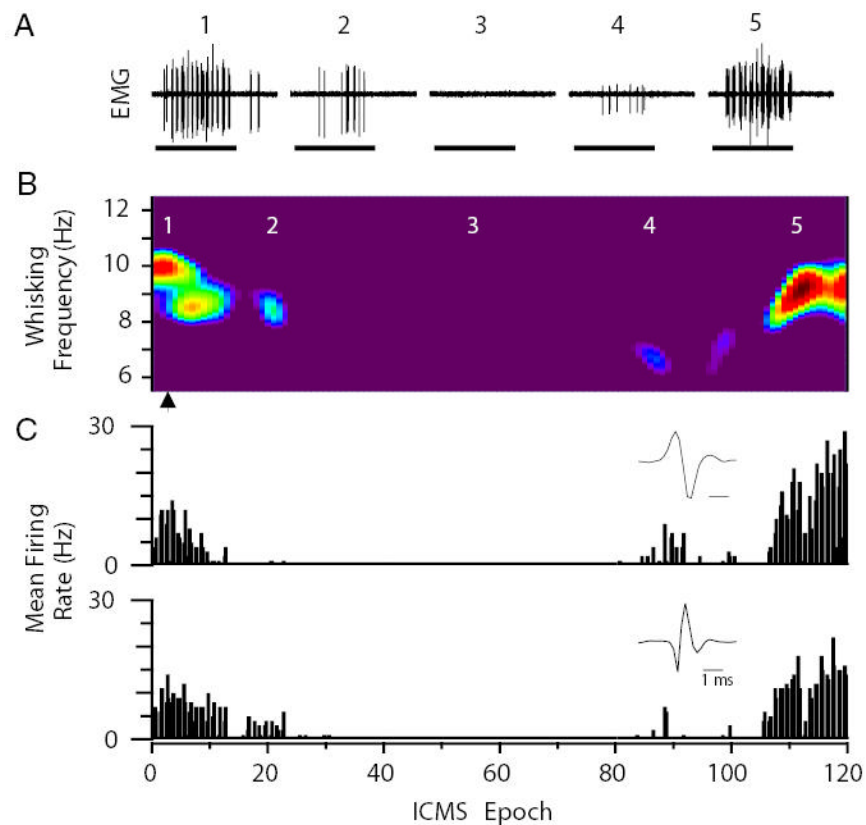 A
1 2 3 4 5
EMG
B
Whisking
Frequency (Hz)
12
10
8
6
1 2 3 4 5
C
Mean Firing
Rate (Hz)
30
0
30
0
1 ms
0 20 40 60 80 100 120
ICMS Epoch